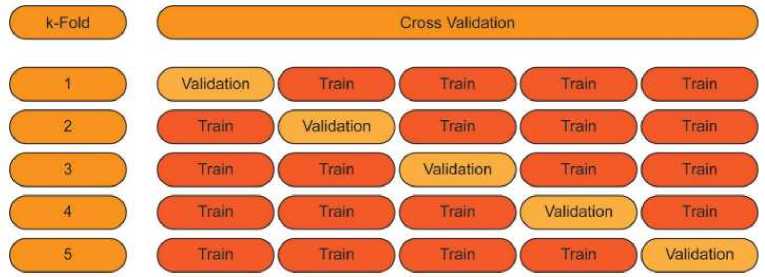 k-Fold Cross Validation
1 Validation Train Train Train Train
2 Train Validation Train Train Train
3 Train Train Validation Train Train
4 Train Train Train Validation Train
5 Train Train Train Train Validation